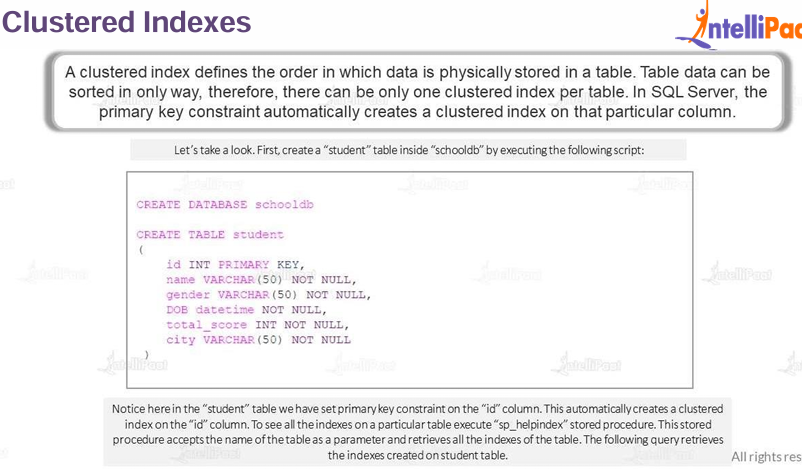 Clustered Indexes
ntelliPaa
A clustered index defines the order in which data is physically stored in a table. Table data can be
sorted in only way, therefore, there can be only one clustered index per table. In SQL Server, the
primary key constraint automatically creates a clustered index on that particular column.
Let's take a look. First, create a "student" table inside "schooldb" by executing the following script:
CREATE DATABASE schooldb
CREATE TABLE student
(
id INT PRIMARY KEY,
name VARCHAR(50) NOT NULL,
gender VARCHAR(50) NOT NULL,
DOB datetime NOT NULL,
total_score INT NOT NULL,
city VARCHAR(50) NOT NULL
)
Notice here in the "student" table we have set primary key constraint on the "id" column. This automatically creates a clustered
index on the "id" column. To see all the indexes on a particular table execute "sp_helpindex" stored procedure. This stored
procedure accepts the name of the table as a parameter and retrieves all the indexes of the table. The following query retrieves
the indexes created on student table.
All rights res